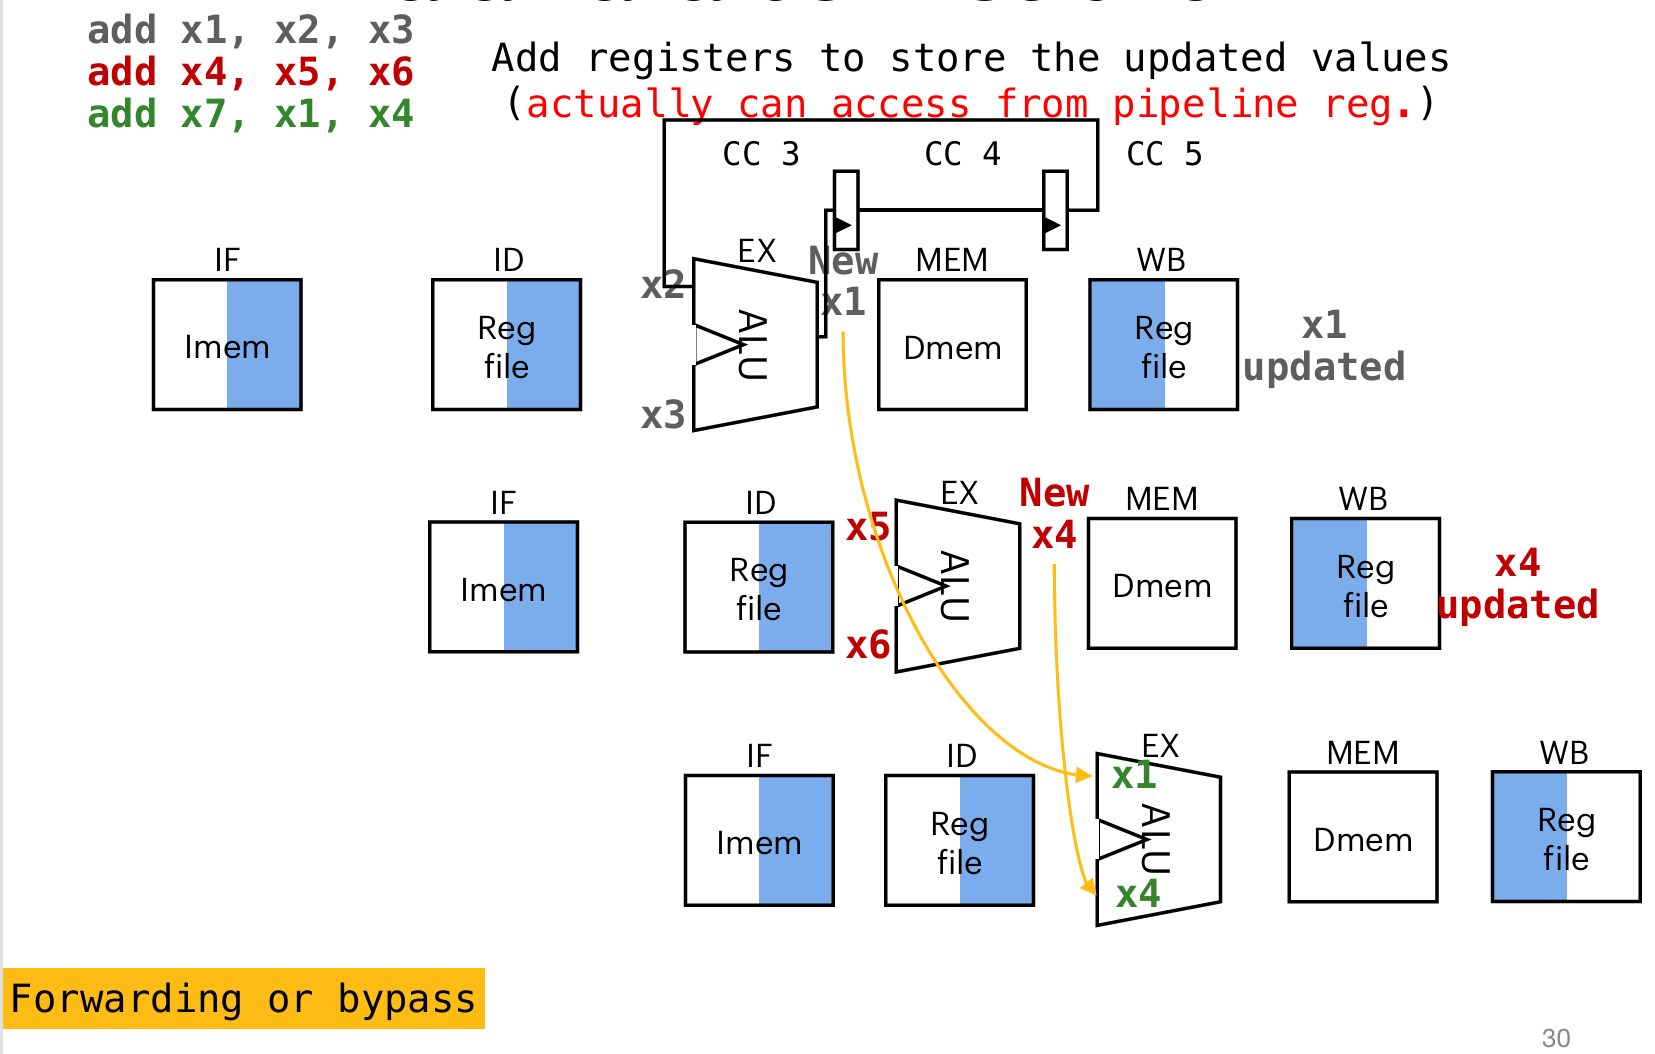 add x1, x2, x3
add x4, x5, x6
add x7, x1, x4
Add registers to store the updated values
(actually can access from pipeline reg.)
CC 3
CC 4
CC 5
IF
ID
EX
MEM
WB
Imem
Reg
file
x2
x3
ALU
New
x1
Dmem
Reg
file
x1
updated
IF
ID
EX
MEM
WB
Imem
Reg
file
x5
x6
ALU
New
x4
Dmem
Reg
file
x4
updated
IF
ID
EX
MEM
WB
Imem
Reg
file
x1
ALU
x4
Dmem
Reg
file
Forwarding or bypass
30